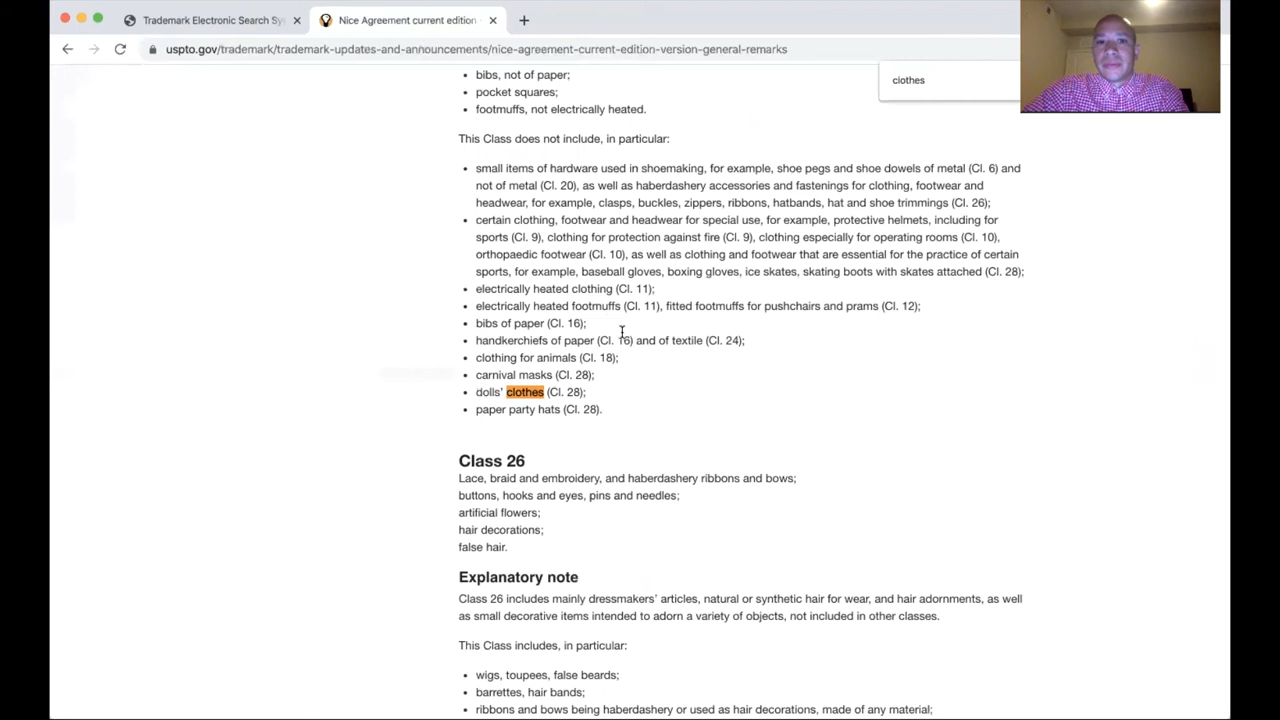 Trademark Electronic Search Sy
Nice Agreement current edition
uspto.gov/trademark/trademark-updates-and-announcements/nice-agreement-current-edition-version-general-remarks
clothes
• bibs, not of paper;
• pocket squares;
• footmuffs, not electrically heated.
This Class does not include, in particular:
• small items of hardware used in shoemaking, for example, shoe pegs and shoe dowels of metal (Cl. 6) and
not of metal (Cl. 20), as well as haberdashery accessories and fastenings for clothing, footwear and
headwear, for example, clasps, buckles, zippers, ribbons, hatbands, hat and shoe trimmings (Cl. 26);
• certain clothing, footwear and headwear for special use, for example, protective helmets, including for
sports (Cl. 9), clothing for protection against fire (Cl. 9), clothing especially for operating rooms (Cl. 10),
orthopaedic footwear (Cl. 10), as well as clothing and footwear that are essential for the practice of certain
sports, for example, baseball gloves, boxing gloves, ice skates, skating boots with skates attached (Cl. 28);
• electrically heated clothing (Cl. 11);
• electrically heated footmuffs (Cl. 11), fitted footmuffs for pushchairs and prams (Cl. 12);
• bibs of paper (Cl. 16);
• handkerchiefs of paper (Cl. 16) and of textile (Cl. 24);
• clothing for animals (Cl. 18);
• carnival masks (Cl. 28);
• dolls’ clothes (Cl. 28);
• paper party hats (Cl. 28).
Class 26
Lace, braid and embroidery, and haberdashery ribbons and bows;
buttons, hooks and eyes, pins and needles;
artificial flowers;
hair decorations;
false hair.
Explanatory note
Class 26 includes mainly dressmakers’ articles, natural or synthetic hair for wear, and hair adornments, as well
as small decorative items intended to adorn a variety of objects, not included in other classes.
This Class includes, in particular:
• wigs, toupees, false beards;
• barrettes, hair bands;
• ribbons and bows being haberdashery or used as hair decorations, made of any material;